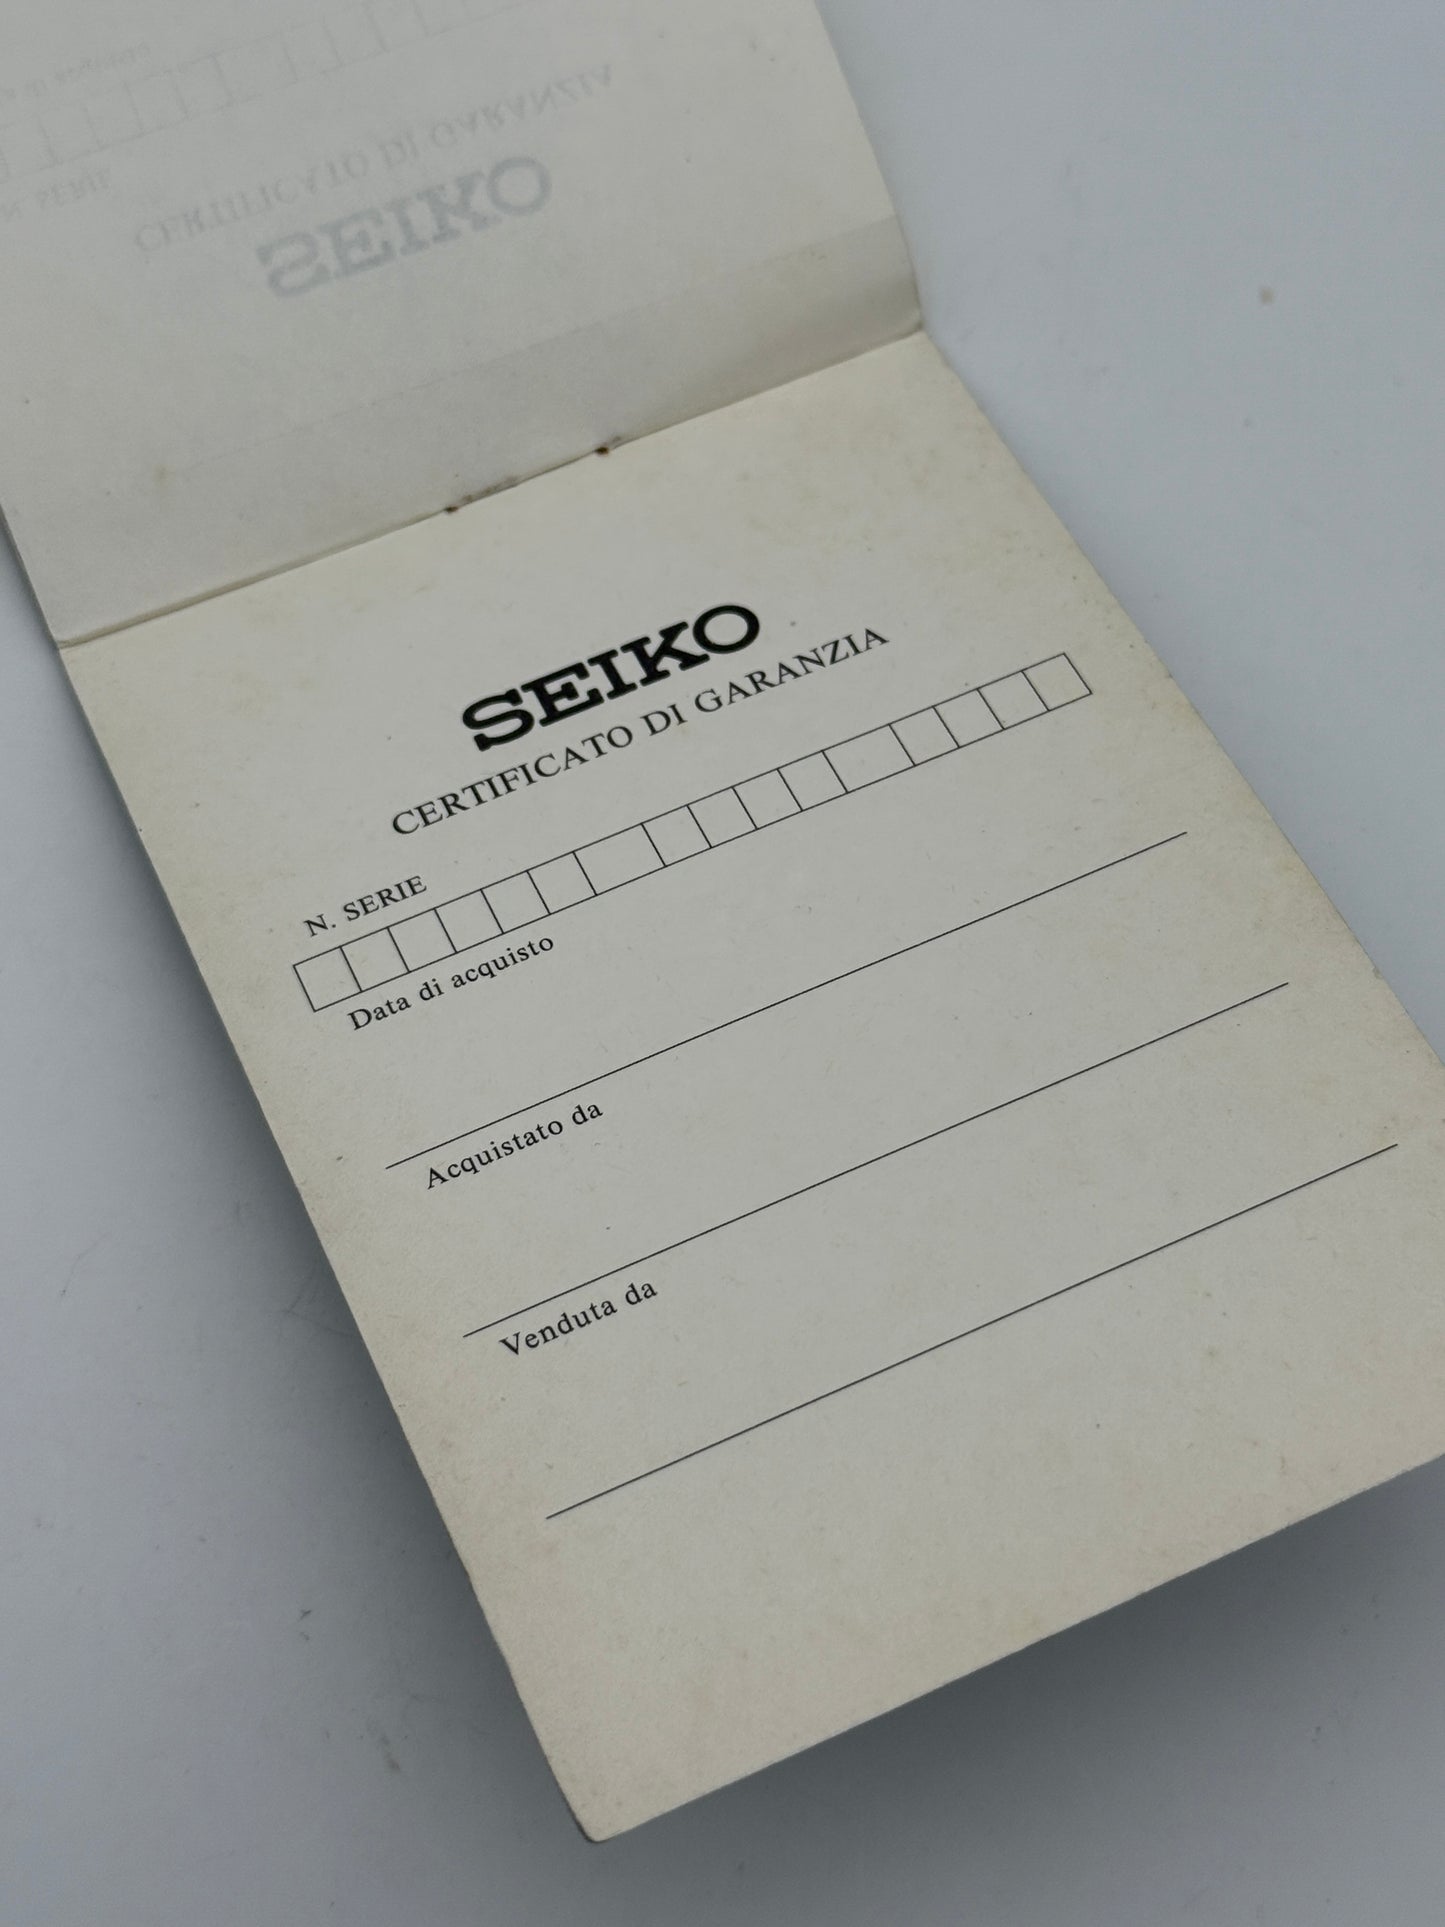 SEIKO
CERTIFICATO DI GARANZIA
N. SERIE
Data di acquisto
Acquistato da
Venduta da